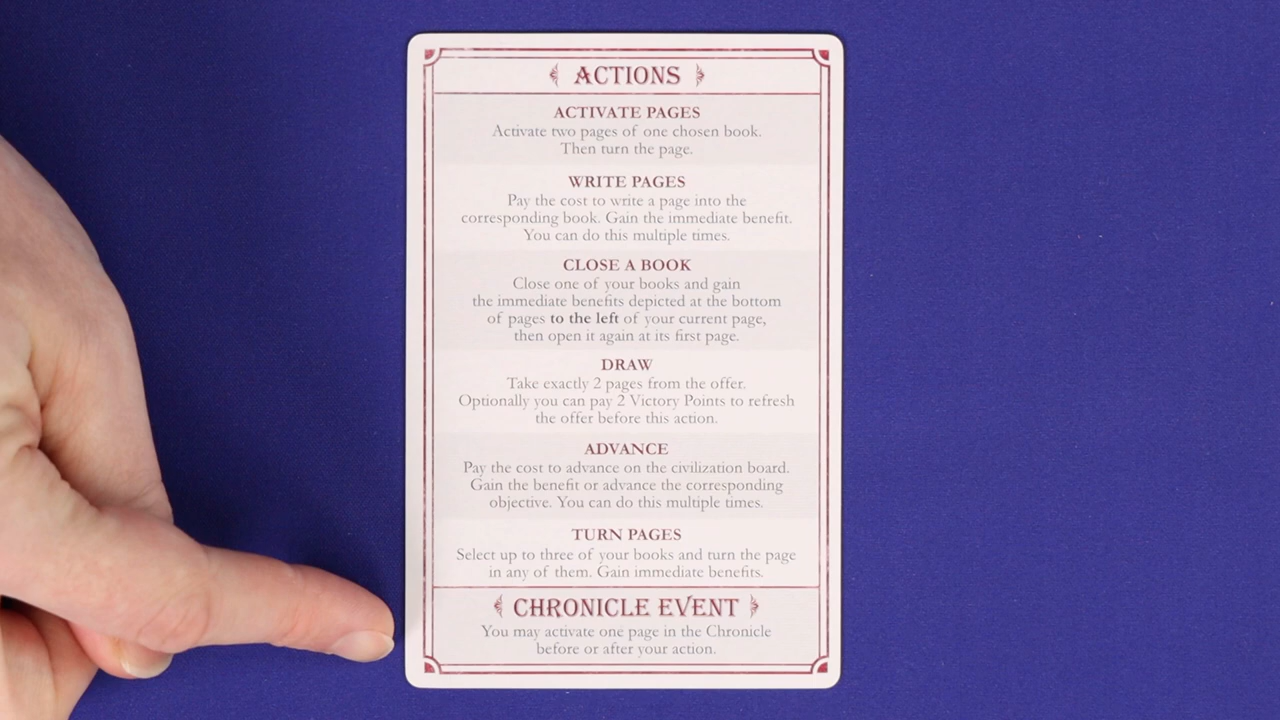 ACTIONS
ACTIVATE PAGES
Activate two pages of one chosen book.
Then turn the page.
WRITE PAGES
Pay the cost to write a page into the
corresponding book. Gain the immediate benefit.
You can do this multiple times.
CLOSE A BOOK
Close one of your books and gain
the immediate benefits depicted at the bottom
of pages to the left of your current page,
then open it again at its first page.
DRAW
Take exactly 2 pages from the offer.
Optionally you can pay 2 Victory Points to refresh
the offer before this action.
ADVANCE
Pay the cost to advance on the civilization board.
Gain the benefit or advance the corresponding
objective. You can do this multiple times.
TURN PAGES
Select up to three of your books and turn the page
in any of them. Gain immediate benefits.
CHRONICLE EVENT
You may activate one page in the Chronicle
before or after your action.